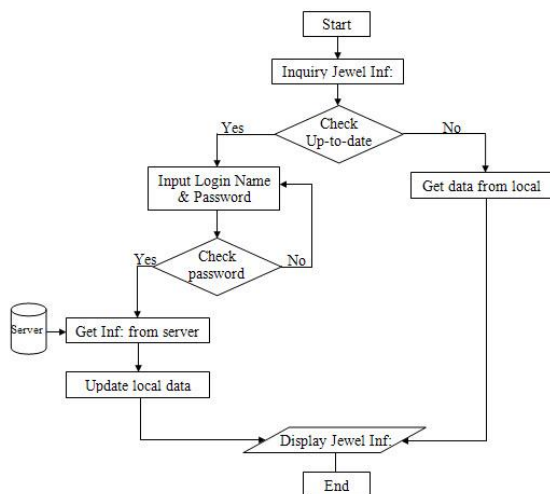 Start
Inquiry Jewel Inf:
Check
Up-to-date
Yes
No
Input Login Name
& Password
Get data from local
Check
password
Yes
No
Server
Get Inf: from server
Update local data
Display Jewel Inf:
End